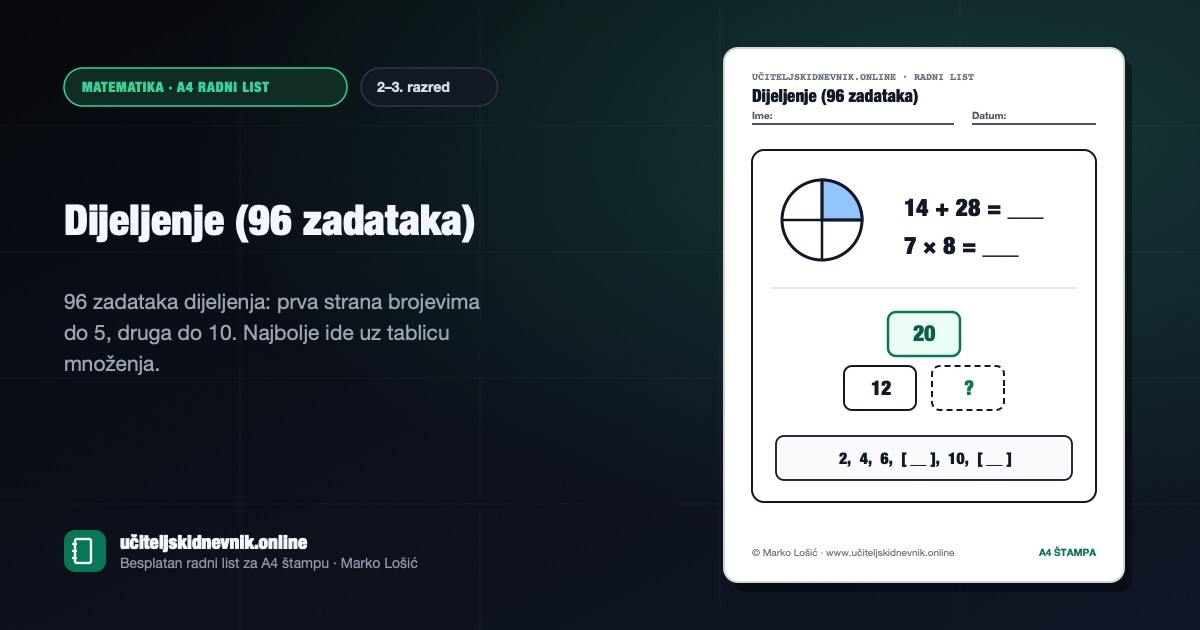 MATEMATIKA · A4 RADNI LIST
2–3. razred
Dijeljenje (96 zadataka)
96 zadataka dijeljenja: prva strana brojevima
do 5, druga do 10. Najbolje ide uz tablicu
množenja.
učiteljskidnevnik.online
Besplatan radni list za A4 štampu · Marko Lošić
UČITELJSKIDNEVNIK.ONLINE · RADNI LIST
Dijeljenje (96 zadataka)
Ime:
Datum:
14 + 28 = ___
7 × 8 = ___
20
12
?
2, 4, 6, [ __ ], 10, [ __ ]
© Marko Lošić · www.uciteljskidnevnik.online
A4 ŠTAMPA